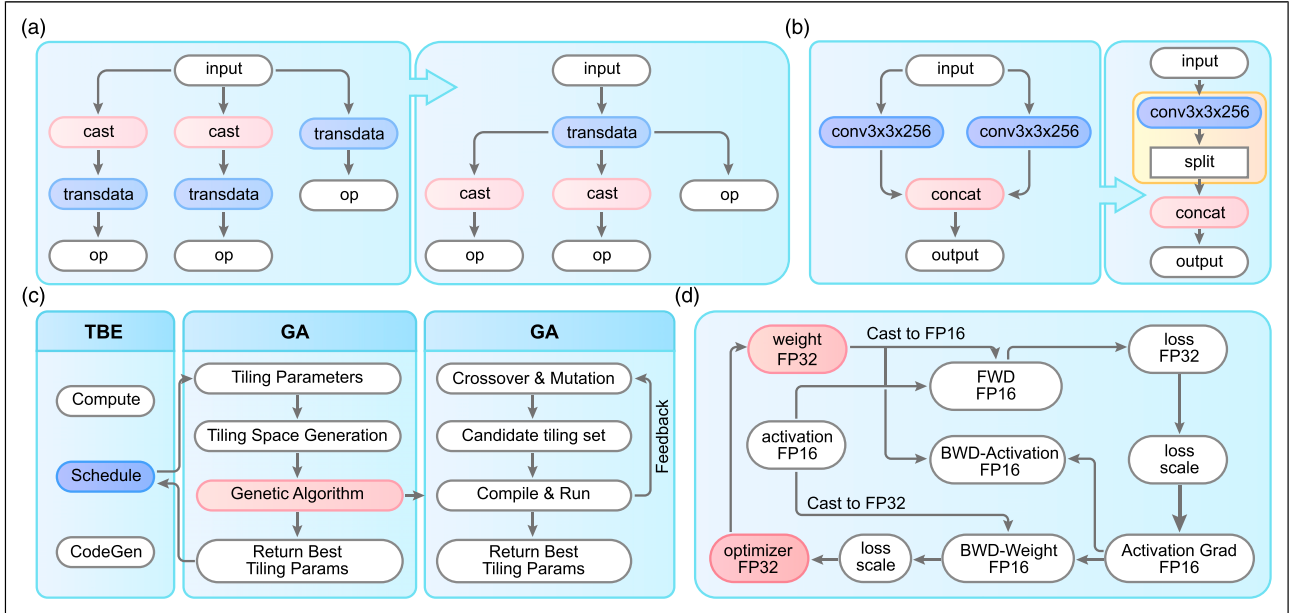 (a)
input
cast
cast
transdata
transdata
transdata
op
op
op
input
transdata
cast
cast
op
op
op
(b)
input
conv3x3x256
conv3x3x256
concat
output
input
conv3x3x256
split
concat
output
(c)
TBE
Compute
Schedule
CodeGen
GA
Tiling Parameters
Tiling Space Generation
Genetic Algorithm
Return Best
Tiling Params
GA
Crossover & Mutation
Candidate tiling set
Compile & Run
Return Best
Tiling Params
Feedback
(d)
weight
FP32
Cast to FP16
loss
FP32
FWD
FP16
activation
FP16
BWD-Activation
FP16
loss
scale
Cast to FP32
optimizer
FP32
loss
scale
BWD-Weight
FP16
Activation Grad
FP16